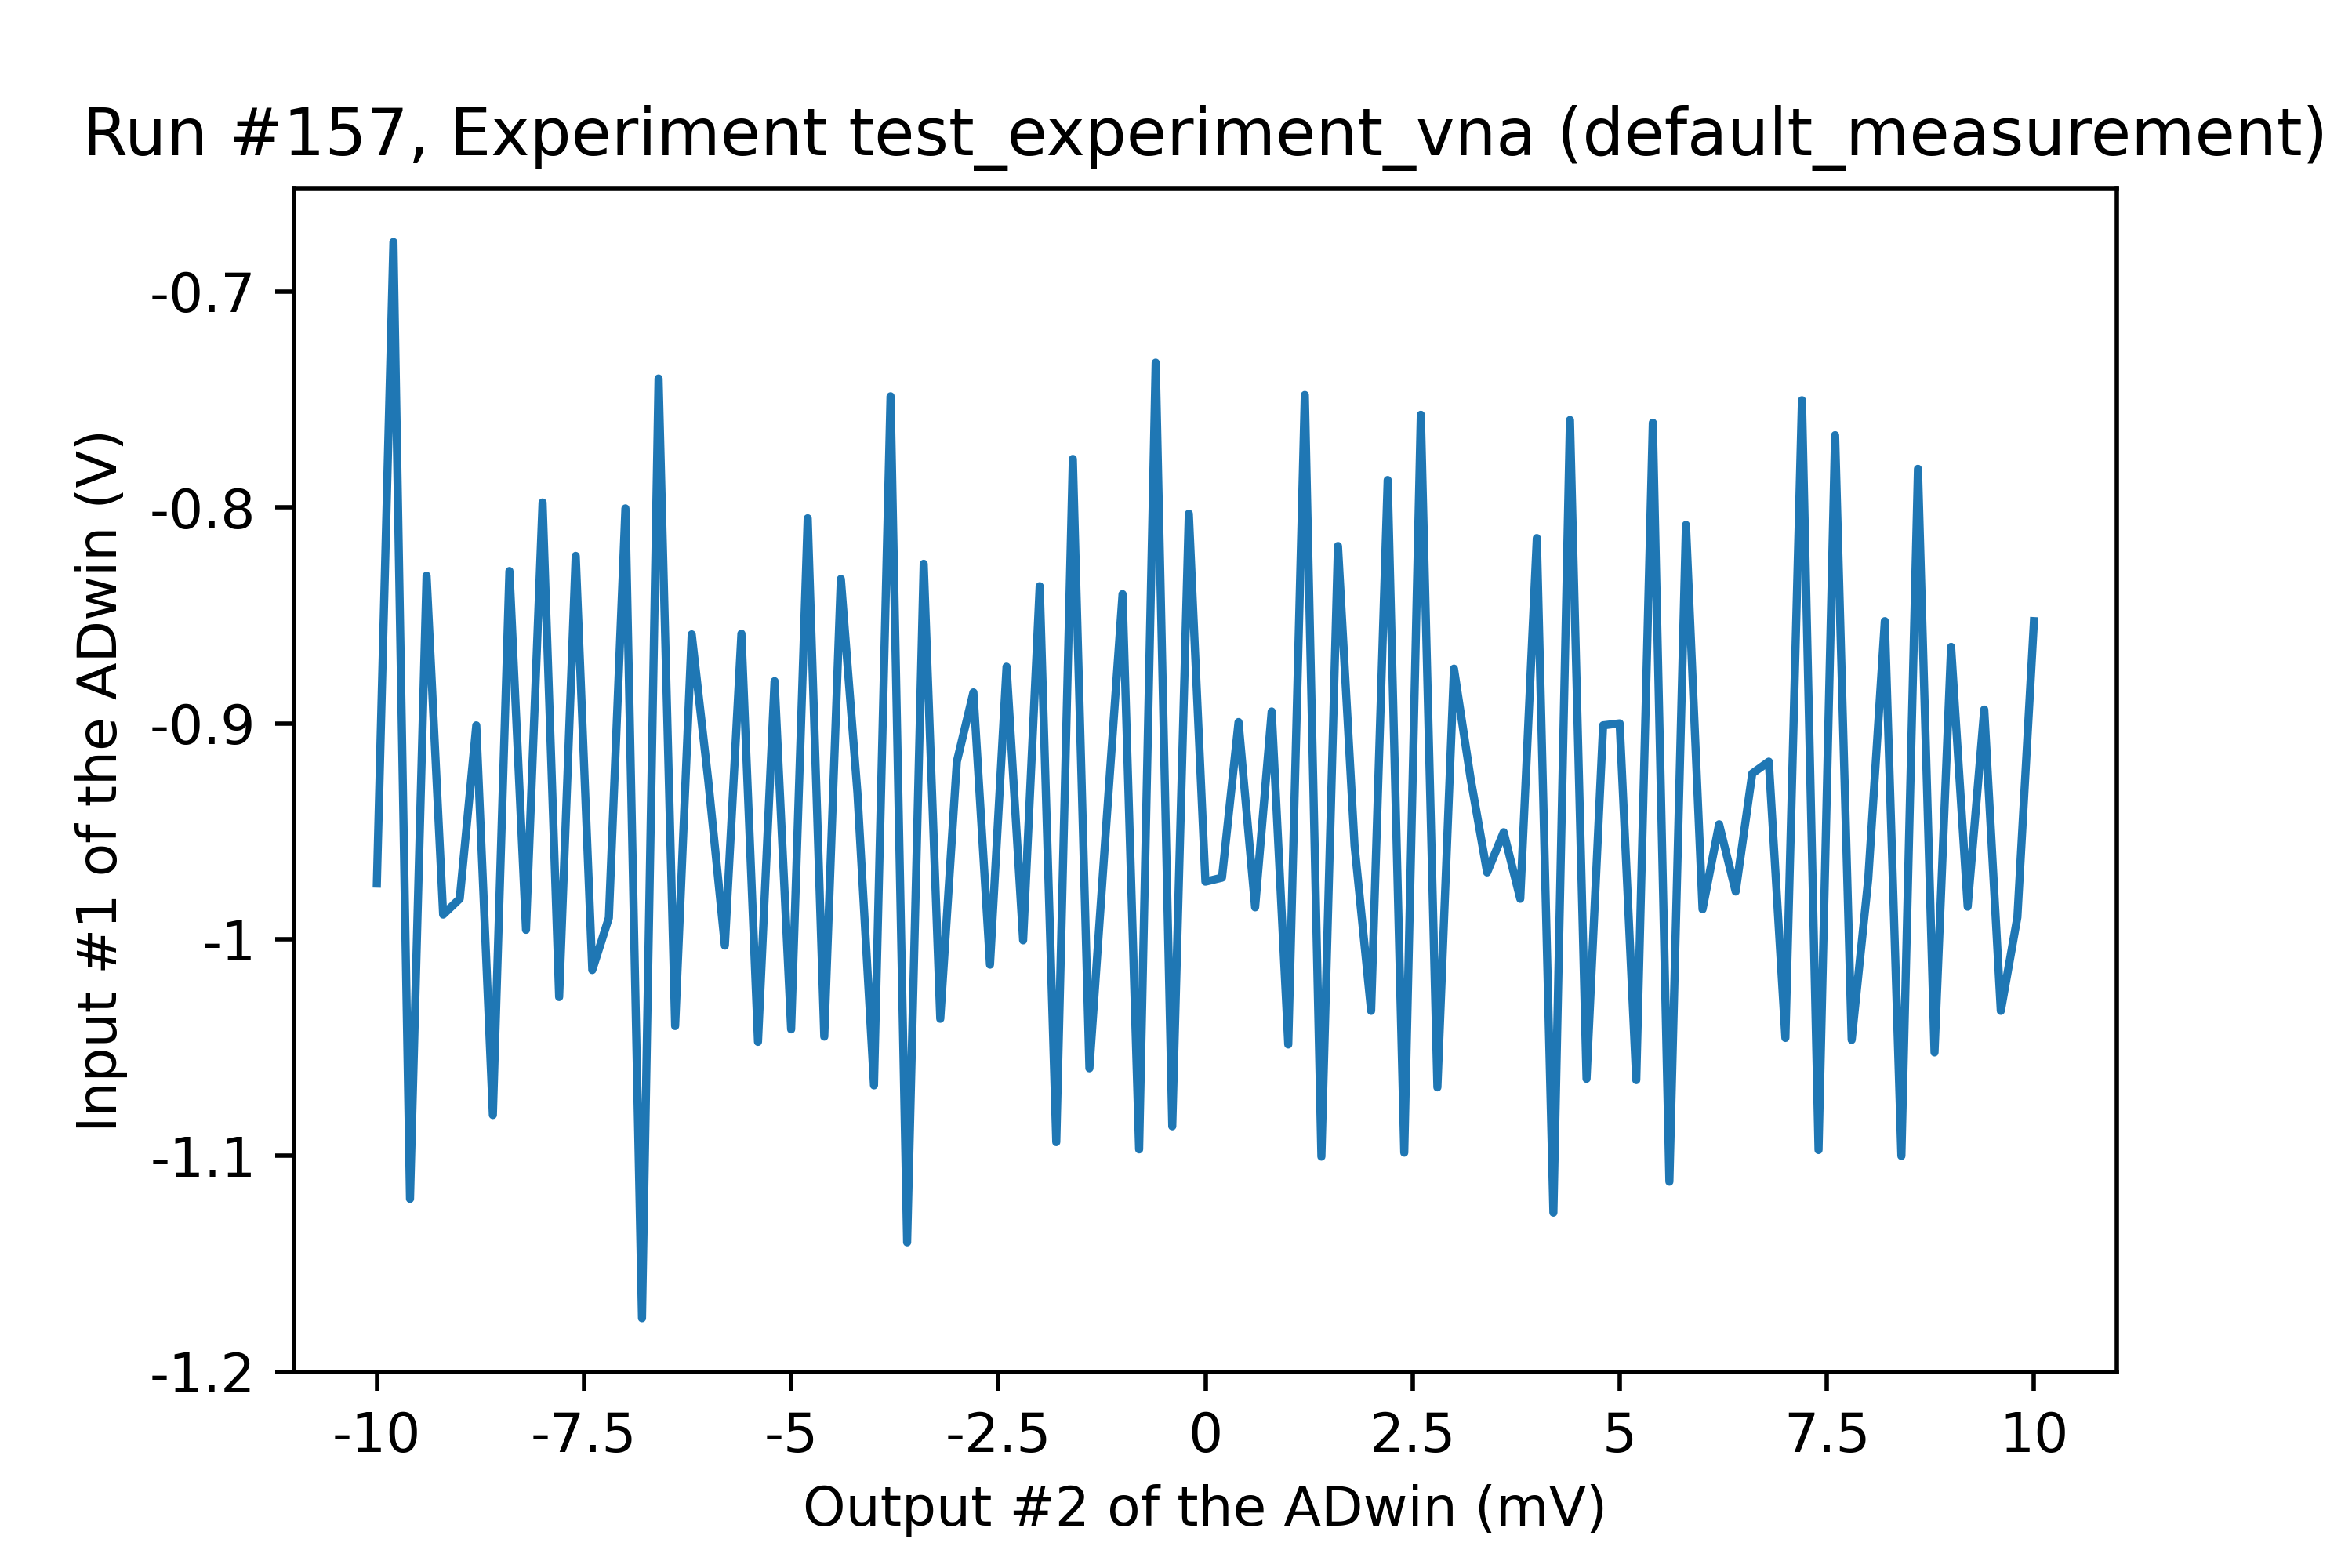 Run #157, Experiment test_experiment_vna (default_measurement)
Input #1 of the ADwin (V)
-0.7
-0.8
-0.9
-1
-1.1
-1.2
-10 -7.5 -5 -2.5 0 2.5 5 7.5 10
Output #2 of the ADwin (mV)